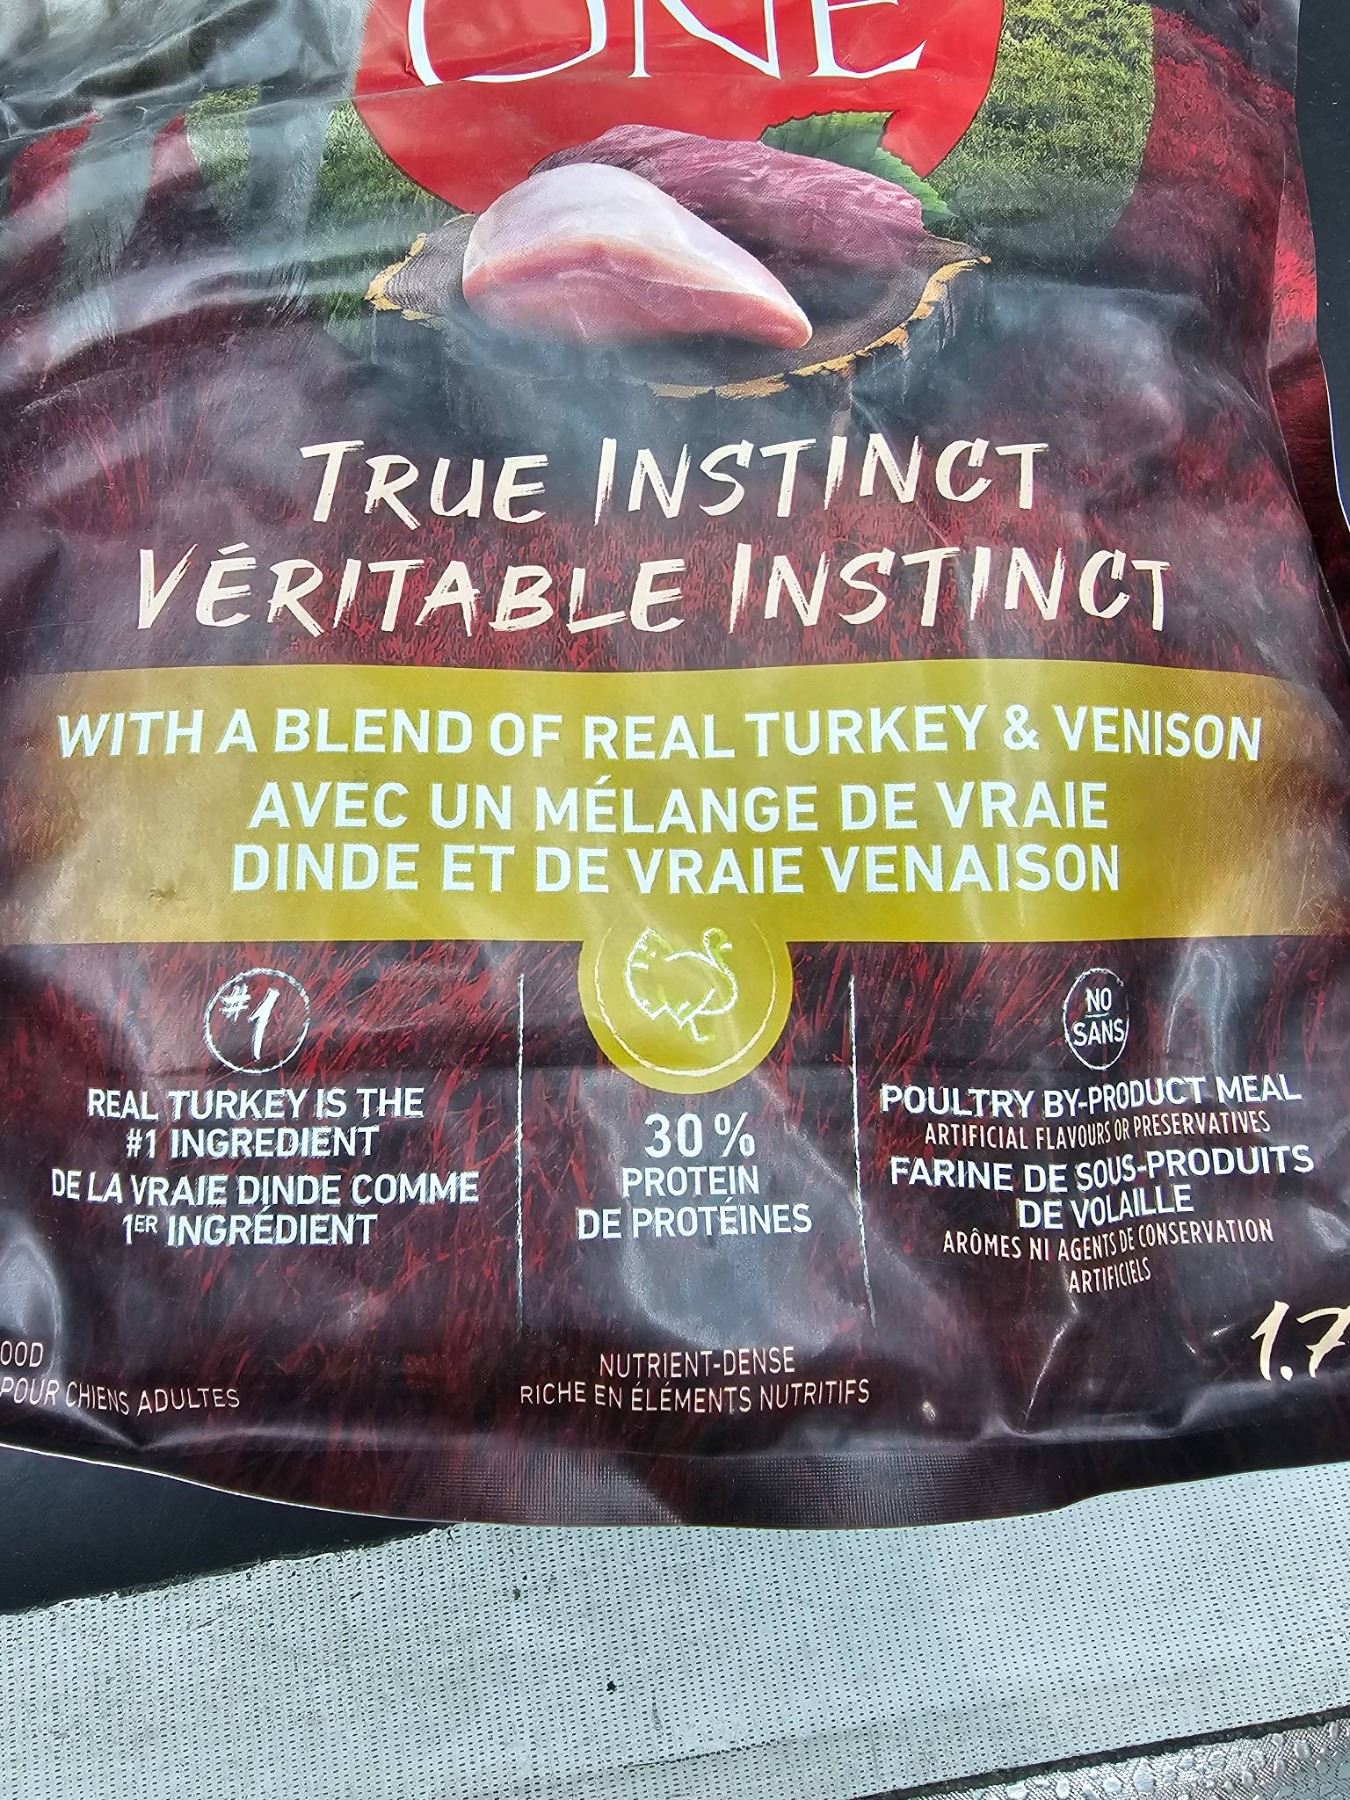 ONE
TRUE INSTINCT
VÉRITABLE INSTINCT
WITH A BLEND OF REAL TURKEY & VENISON
AVEC UN MÉLANGE DE VRAIE
DINDE ET DE VRAIE VENAISON
#1
REAL TURKEY IS THE
#1 INGREDIENT
DE LA VRAIE DINDE COMME
1ER INGRÉDIENT
30 %
PROTEIN
DE PROTÉINES
NO
SANS
POULTRY BY-PRODUCT MEAL
ARTIFICIAL FLAVOURS OR PRESERVATIVES
FARINE DE SOUS-PRODUITS
DE VOLAILLE
ARÔMES NI AGENTS DE CONSERVATION
ARTIFICIELS
OOD
POUR CHIENS ADULTES
NUTRIENT-DENSE
RICHE EN ÉLÉMENTS NUTRITIFS
1.7